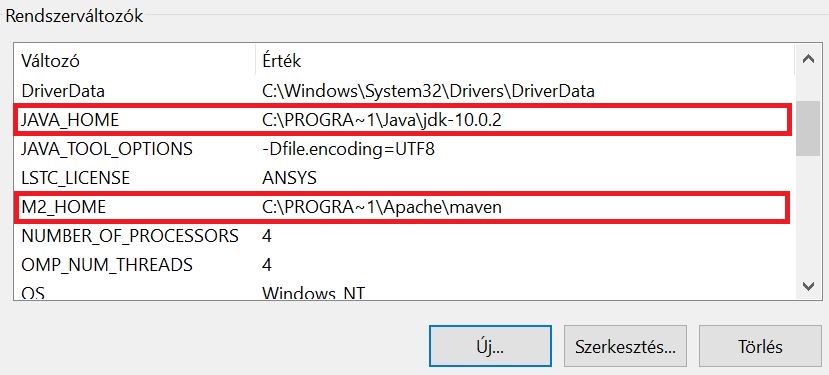 Rendszerváltozók
Változó Érték
DriverData C:\Windows\System32\Drivers\DriverData
JAVA_HOME C:\PROGRA~1\Java\jdk-10.0.2
JAVA_TOOL_OPTIONS -Dfile.encoding=UTF8
LSTC_LICENSE ANSYS
M2_HOME C:\PROGRA~1\Apache\maven
NUMBER_OF_PROCESSORS 4
OMP_NUM_THREADS 4
OS Windows_NT
Új... Szerkesztés... Törlés